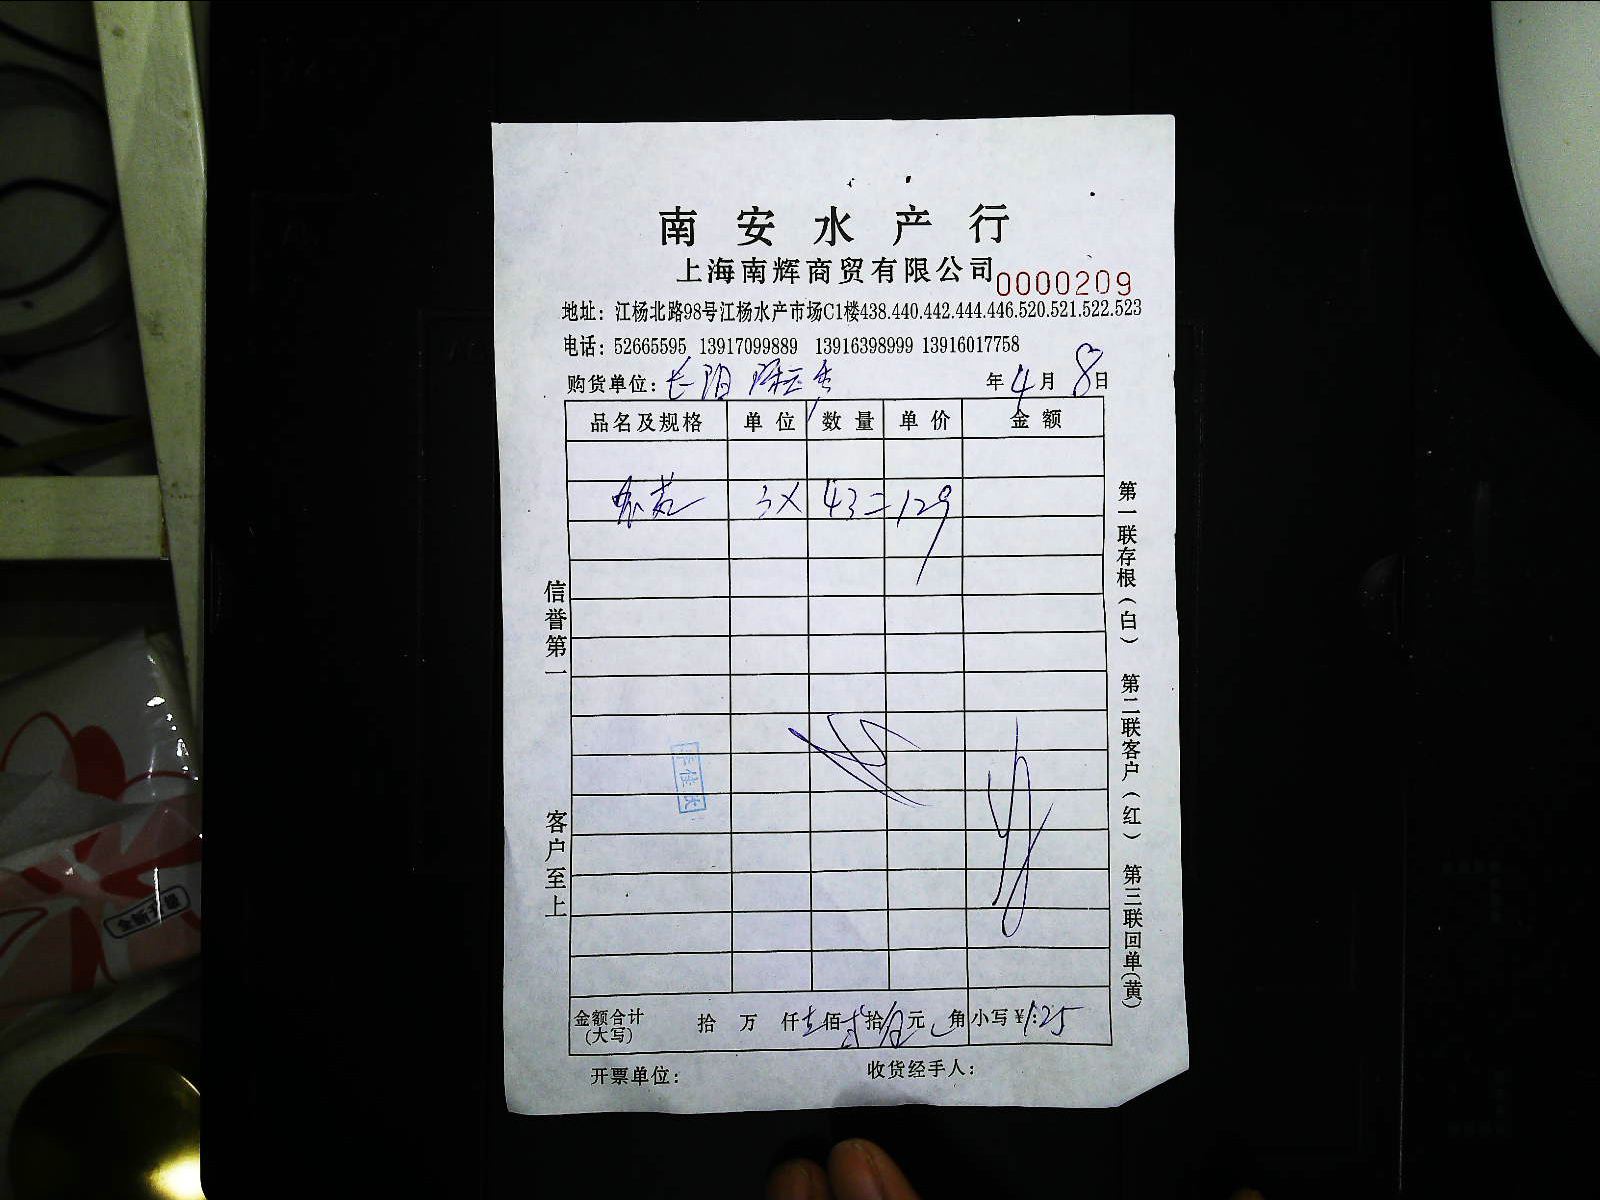 南安水产行
上海南辉商贸有限公司 0000209
地址：江杨北路98号江杨水产市场C1楼438.440.442.444.446.520.521.522.523
电话：52665595 13917099889 13916398999 13916017758
购货单位：长阳 年4月8日
品名及规格 单位 数量 单价 金额
3X 43=129
信誉第一
客户至上
第一联存根（白） 第二联客户（红） 第三联回单（黄）
金额合计（大写） 拾 万 仟 佰 拾 元 角 小写￥125
开票单位： 收货经手人：